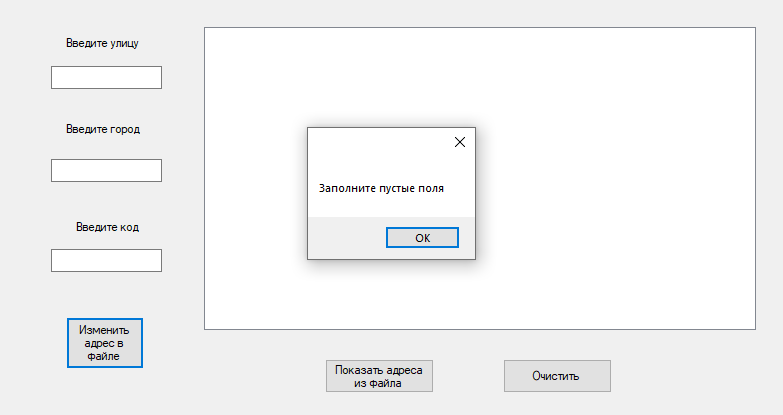 Введите улицу
Введите город
Введите код
Изменить
адрес в
файле
Заполните пустые поля
OK
Показать адреса
из файла
Очистить